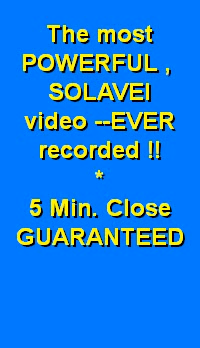 The most
POWERFUL ,
SOLAVEI
video --EVER
recorded !!
*
5 Min. Close
GUARANTEED